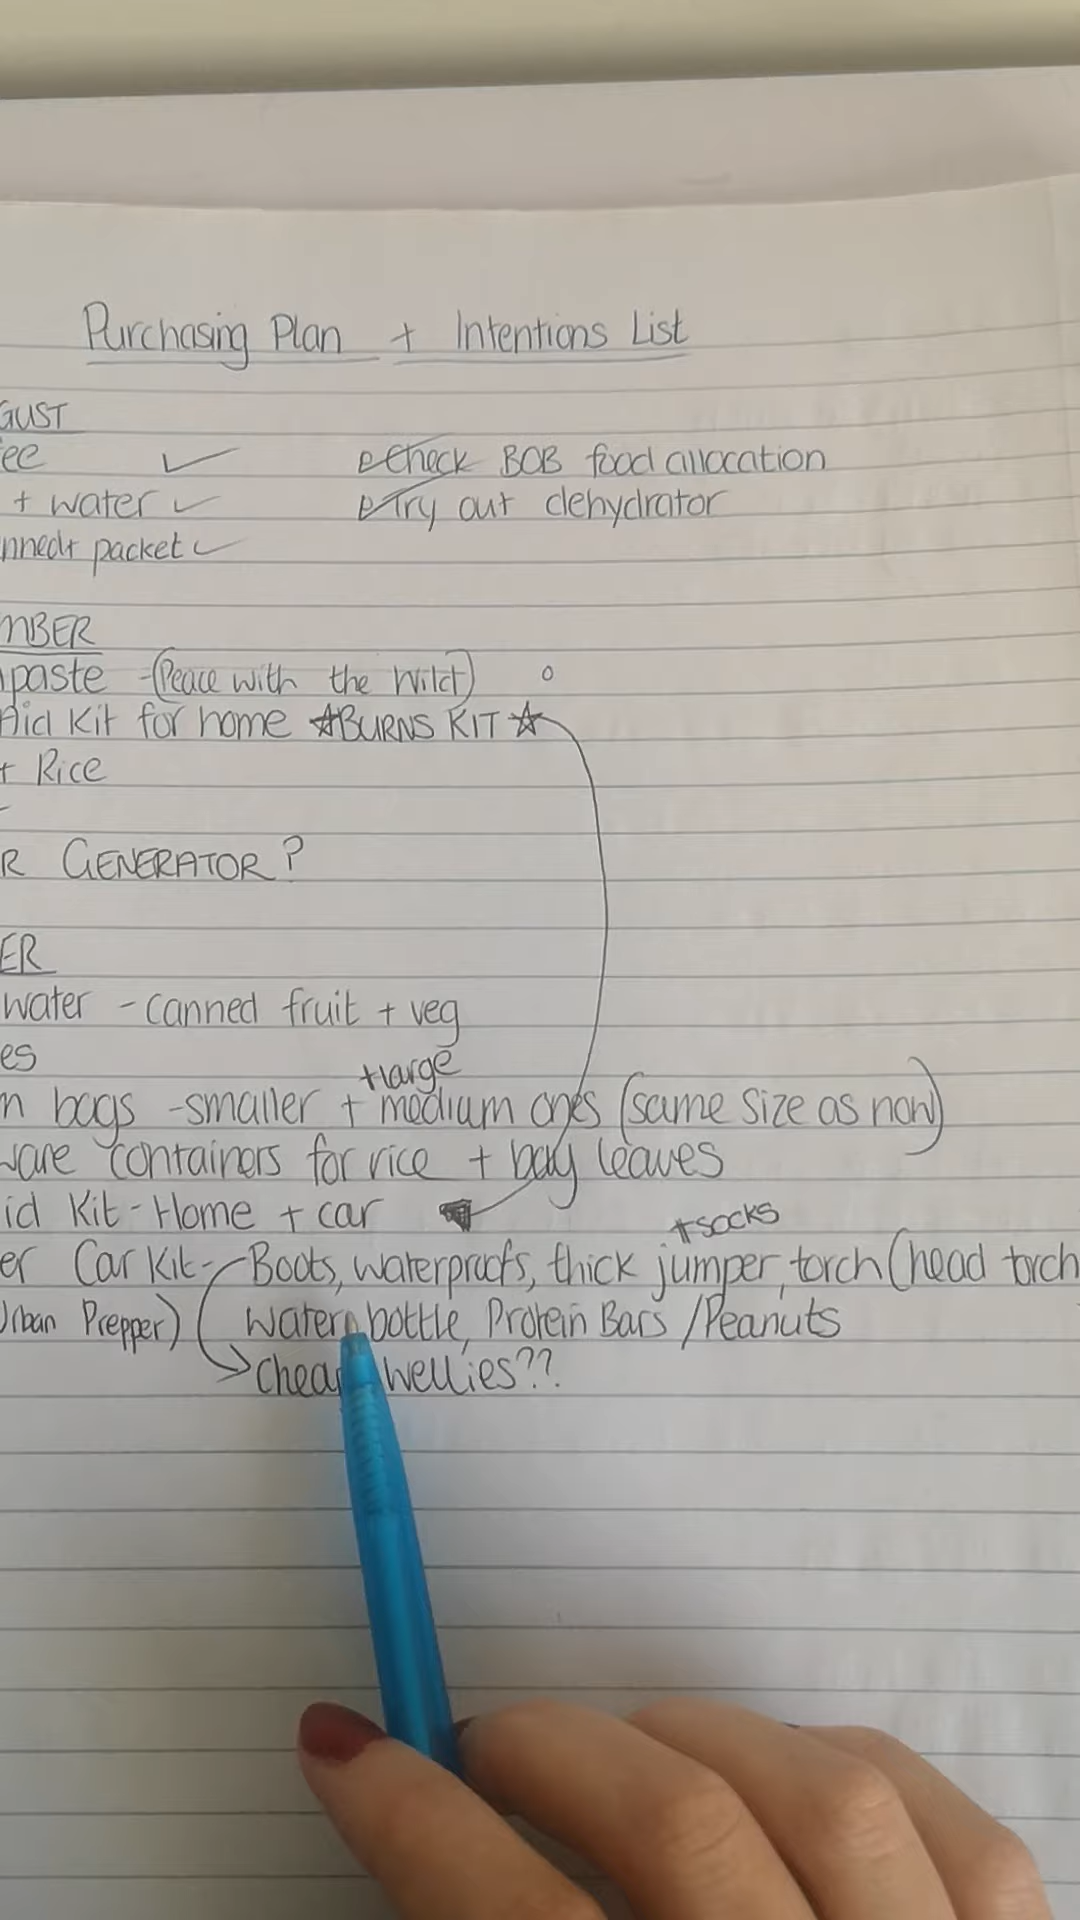 Purchasing Plan + Intentions List
GUST
ee ✓
Check BOB food allocation
+ water ✓
Try out dehydrator
nned+ packet ✓
MBER
paste - (Peace with the Wild)
Aid Kit for home ☆BURNS KIT☆
+ Rice
R GENERATOR?
ER
water - canned fruit + veg
es
+large
n bags - smaller + medium ones (same size as now)
ware containers for rice + bay leaves
id Kit - Home + car
+socks
er Car Kit - Boots, waterproofs, thick jumper, torch (head torch
Urban Prepper) Water bottle, Protein Bars / Peanuts
→ Cheap wellies??